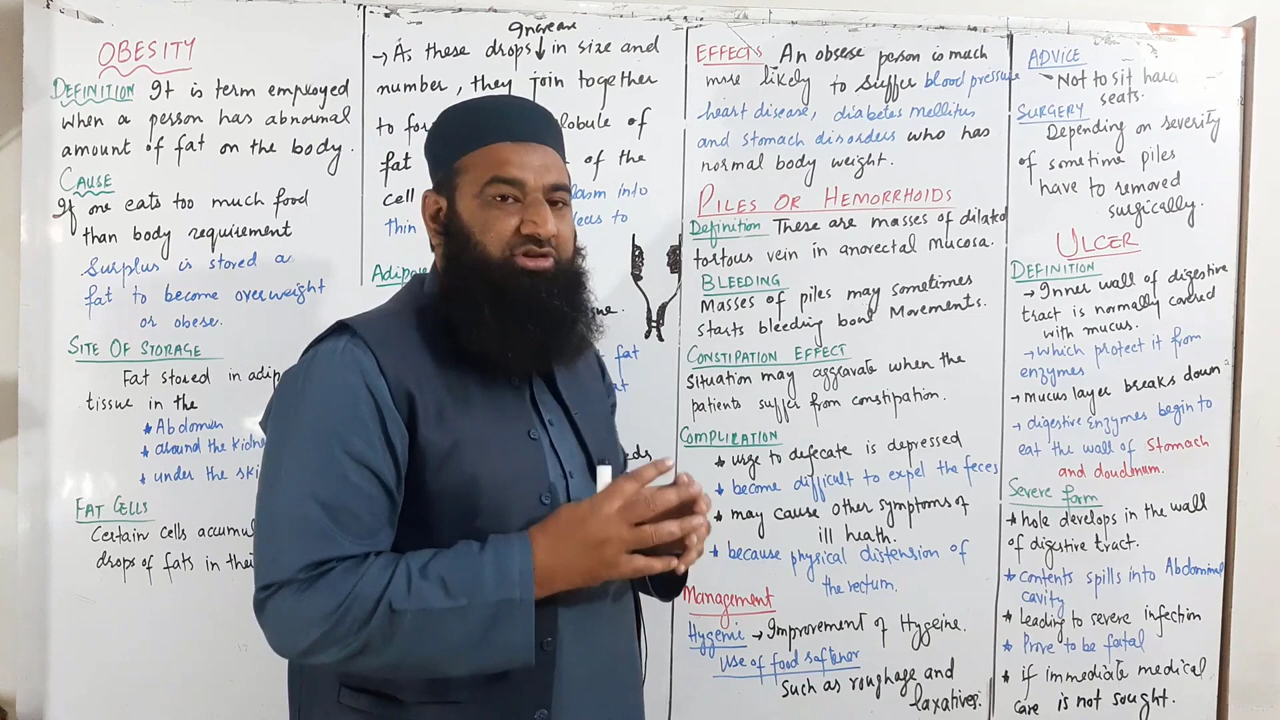 OBESITY
DEFINITION It is term employed
when a person has abnormal
amount of fat on the body.
CAUSE
If one eats too much food
than body requirement
Surplus is stored a
fat to become overweight
or obese.
SITE OF STORAGE
Fat stored in adip
tissue in the
* Abdomen
* around the kidne
* under the ski
FAT CELLS
Certain cells accumul
drops of fats in thei
Increase
→ As these drops ↓ in size and
number, they join together
to for lobule of
fat of the
cell plasm into
thin leus to
Adipo
sue.
fat
EFFECTS An obsese person is much
more likely to suffer blood pressure
heart disease, diabetes mellitus
and stomach disorders who has
normal body weight.
PILES OR HEMORRHOIDS
Definition These are masses of dilated
tortous vein in anorectal Mucosa.
BLEEDING
Masses of piles may sometimes
starts bleeding bowl Movements.
CONSTIPATION EFFECT
Situation may aggravate when the
patients suffer from constipation.
COMPLICATION
* urge to defecate is depressed
* become difficult to expel the feces
* may cause other symptoms of
ill heath.
* because physical distension of
the rectum.
Management
Hygenic → Improvement of Hygeine.
Use of food softener
Such as roughage and
laxatives.
ADVICE
Not to sit hard
seats.
SURGERY
Depending on severity
of sometime piles
have to removed
surgically.
ULCER
DEFINITION
→ Inner wall of digestive
tract is normally covered
with mucus.
→ which protect it from
enzymes
→ mucus layer breaks down
→ digestive enzymes begin to
eat the wall of Stomach
and doudenum.
Severe form
* hole develops in the wall
of digestive tract.
* contents spills into Abdominal
cavity
* Leading to severe infection
* Prove to be fatal
* if immediate medical
care is not sought.